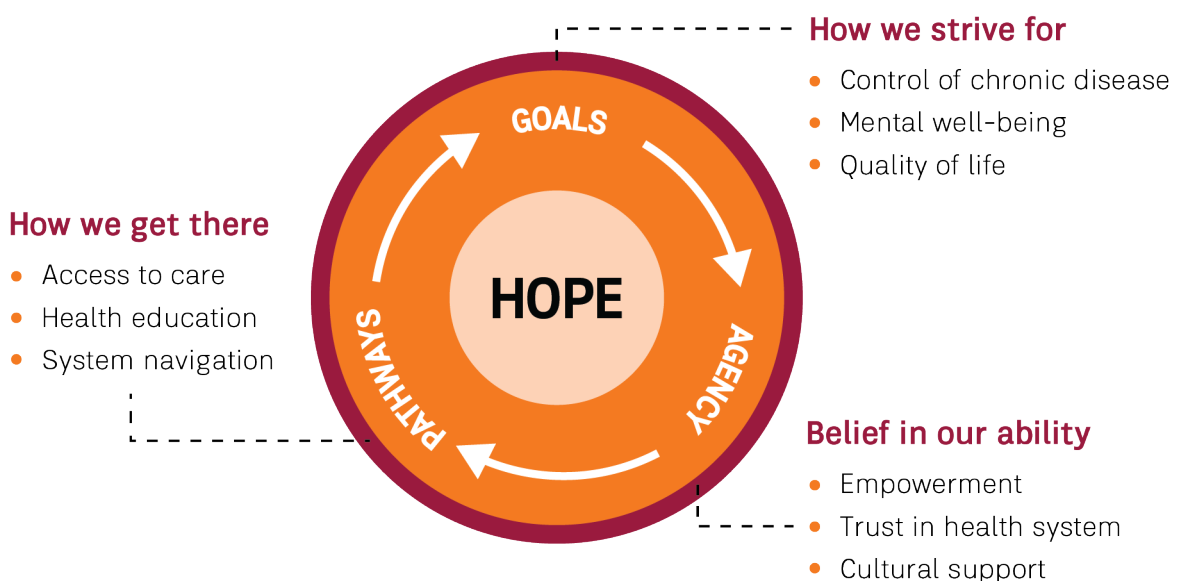 How we strive for
Control of chronic disease
Mental well-being
Quality of life
GOALS
How we get there
Access to care
Health education
System navigation
HOPE
PATHWAYS
AGENCY
Belief in our ability
Empowerment
Trust in health system
Cultural support